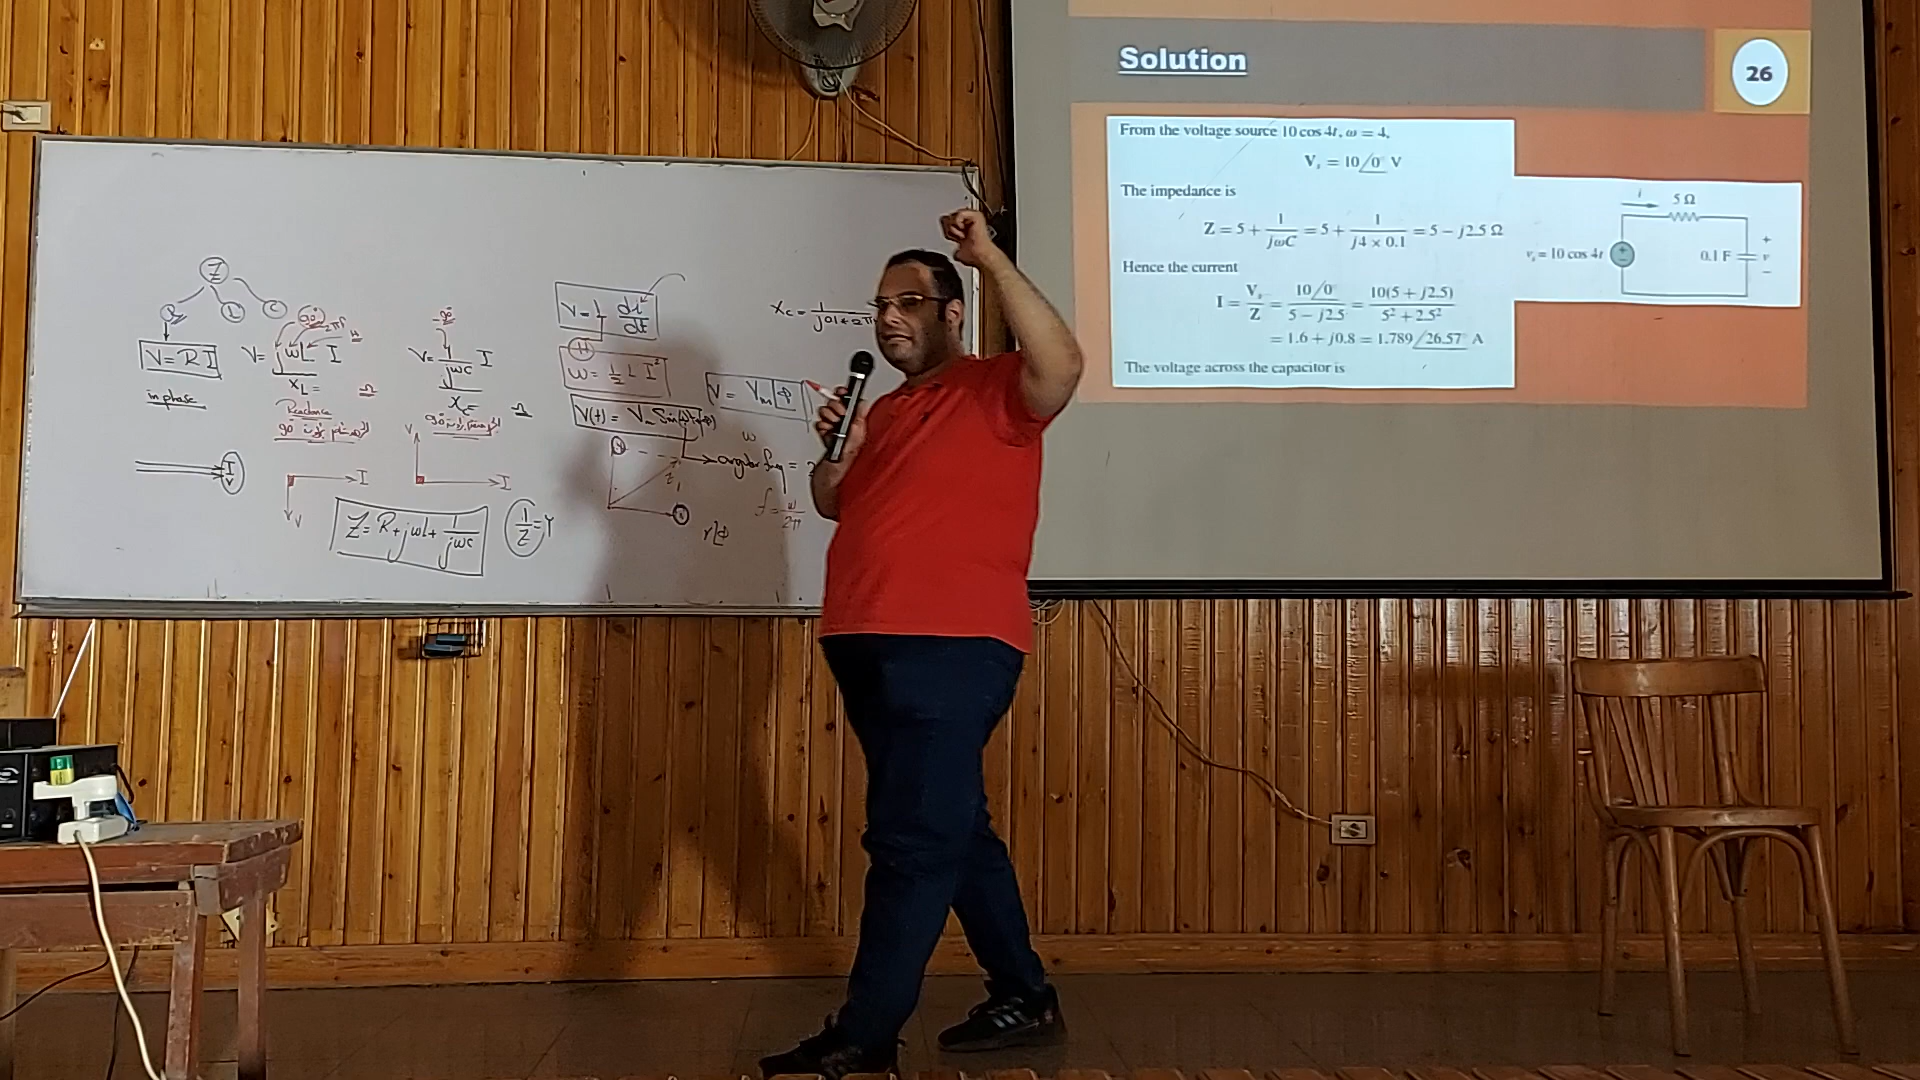 Z
R L C
V = R I
in phase
90°
2πf
V = jωL I
H
X_L = Ω
Reactance
-90°
V = 1/jωC I
X_C = Ω
V I
I
V
V
I
I
V
Z = R + jωL + 1/jωC
1/Z = Y
V = L di/dt
H
ω = 1/2 L I²
V(t) = V_m Sin(ωt+φ)
V = V_m∠φ
ω
angular freq = 2
f = ω/2π
r∠φ
Solution
26
From the voltage source 10 cos 4t, ω = 4,
V_s = 10∠0° V
The impedance is
Z = 5 + 1/jωC = 5 + 1/j4 × 0.1 = 5 − j2.5 Ω
Hence the current
I = V_s/Z = 10∠0°/5 − j2.5 = 10(5 + j2.5)/5² + 2.5²
= 1.6 + j0.8 = 1.789∠26.57° A
The voltage across the capacitor is
i
5 Ω
v_s = 10 cos 4t
+
−
0.1 F
+
v
−